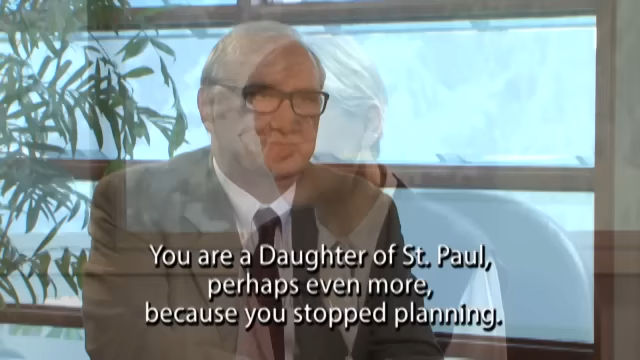 You are a Daughter of St. Paul,
perhaps even more,
because you stopped planning.